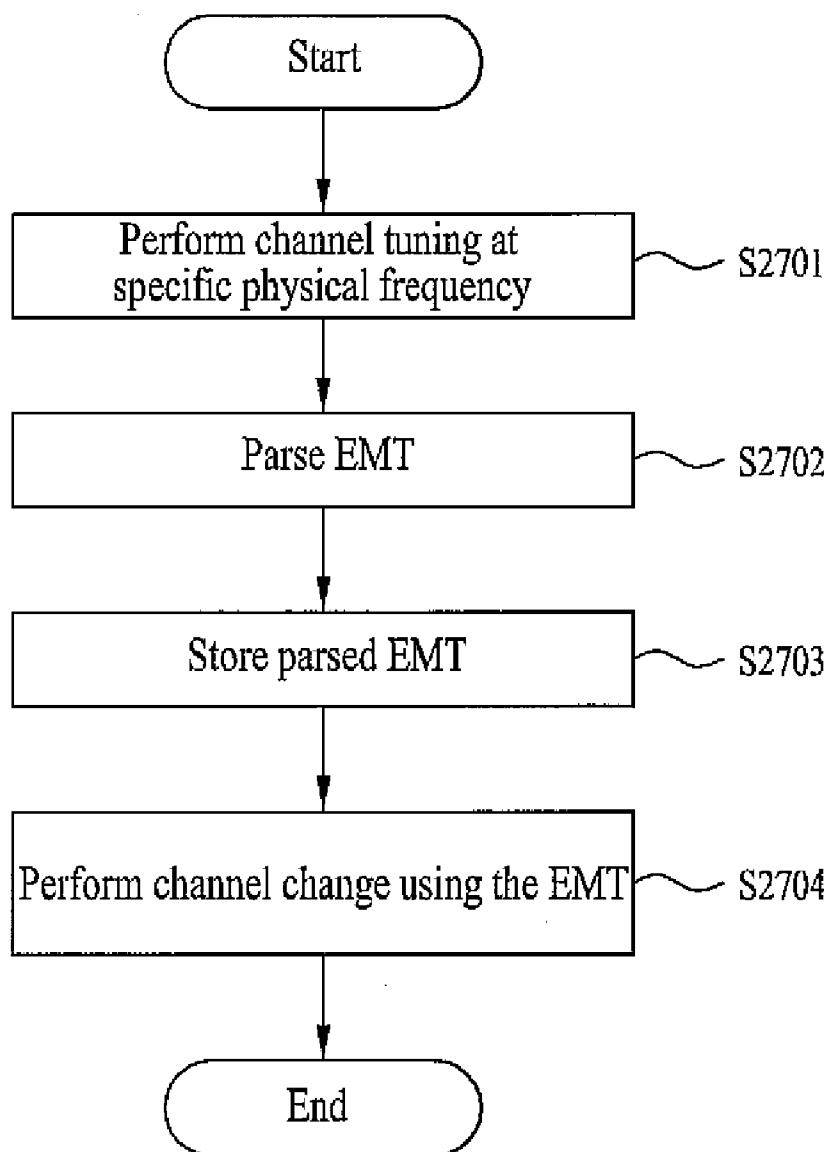 Start
Perform channel tuning at
specific physical frequency
S2701
Parse EMT
S2702
Store parsed EMT
S2703
Perform channel change using the EMT
S2704
End